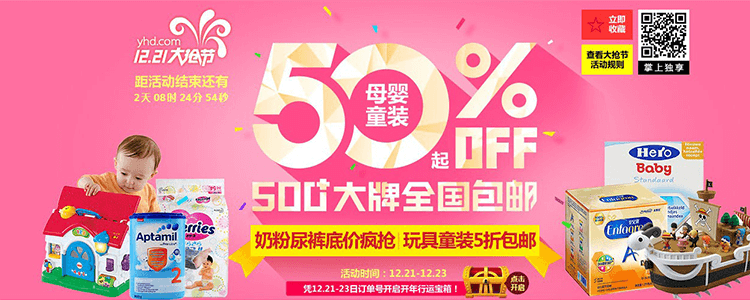 yhd.com
12.21大抢节
距活动结束还有
2天 08时 24分 54秒
50%
母婴
童装
起
OFF
500+大牌全国包邮
奶粉尿裤底价疯抢 玩具童装5折包邮
活动时间：12.21-12.23
凭12.21-23日订单号开启开年行运宝箱！
点击
开启
立即
收藏
查看大抢节
活动规则
掌上独享
Aptamil
2
erries
Hero
Baby
Standaard
Enfa
A+